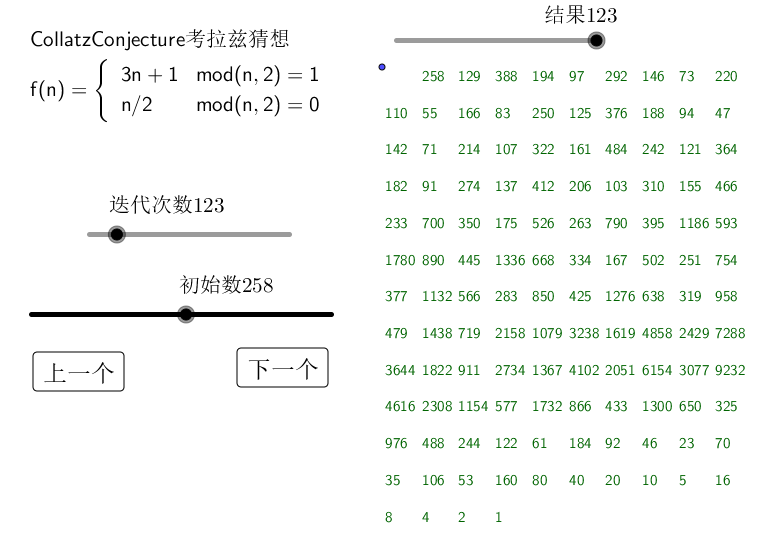 CollatzConjecture考拉兹猜想
f(n) = { 3n + 1 mod(n, 2) = 1
n/2 mod(n, 2) = 0
迭代次数123
初始数258
上一个 下一个
结果123
258 129 388 194 97 292 146 73 220
110 55 166 83 250 125 376 188 94 47
142 71 214 107 322 161 484 242 121 364
182 91 274 137 412 206 103 310 155 466
233 700 350 175 526 263 790 395 1186 593
1780 890 445 1336 668 334 167 502 251 754
377 1132 566 283 850 425 1276 638 319 958
479 1438 719 2158 1079 3238 1619 4858 2429 7288
3644 1822 911 2734 1367 4102 2051 6154 3077 9232
4616 2308 1154 577 1732 866 433 1300 650 325
976 488 244 122 61 184 92 46 23 70
35 106 53 160 80 40 20 10 5 16
8 4 2 1